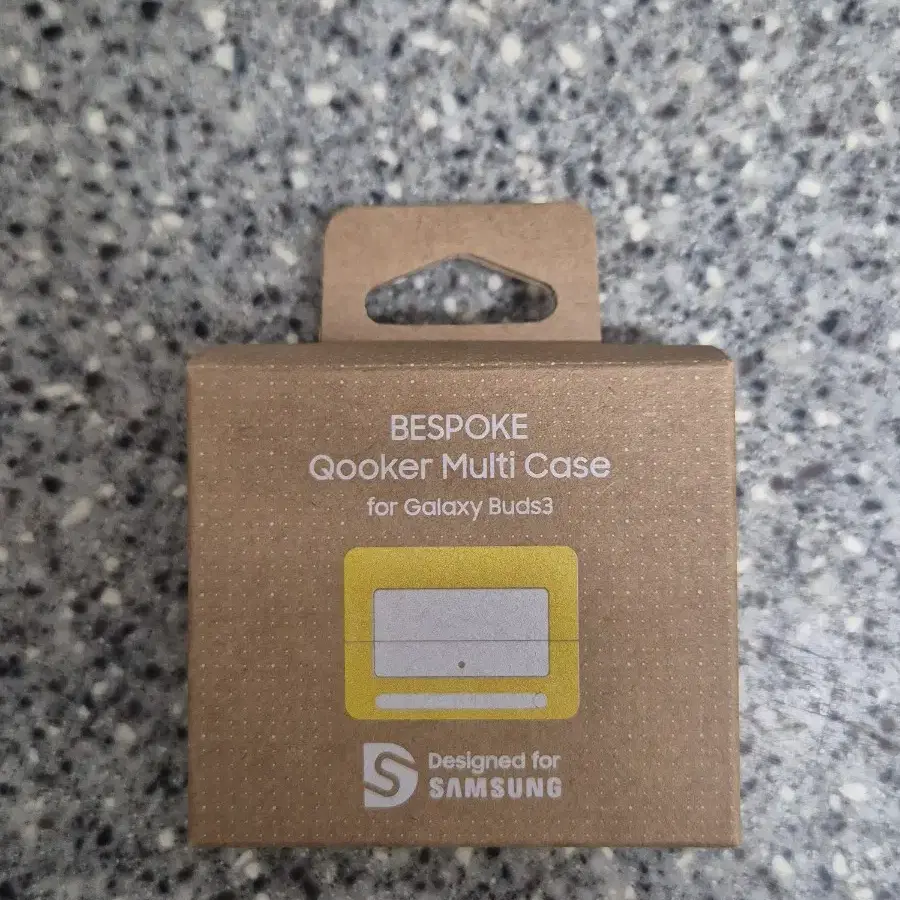 BESPOKE
Qooker Multi Case
for Galaxy Buds3
Designed for
SAMSUNG